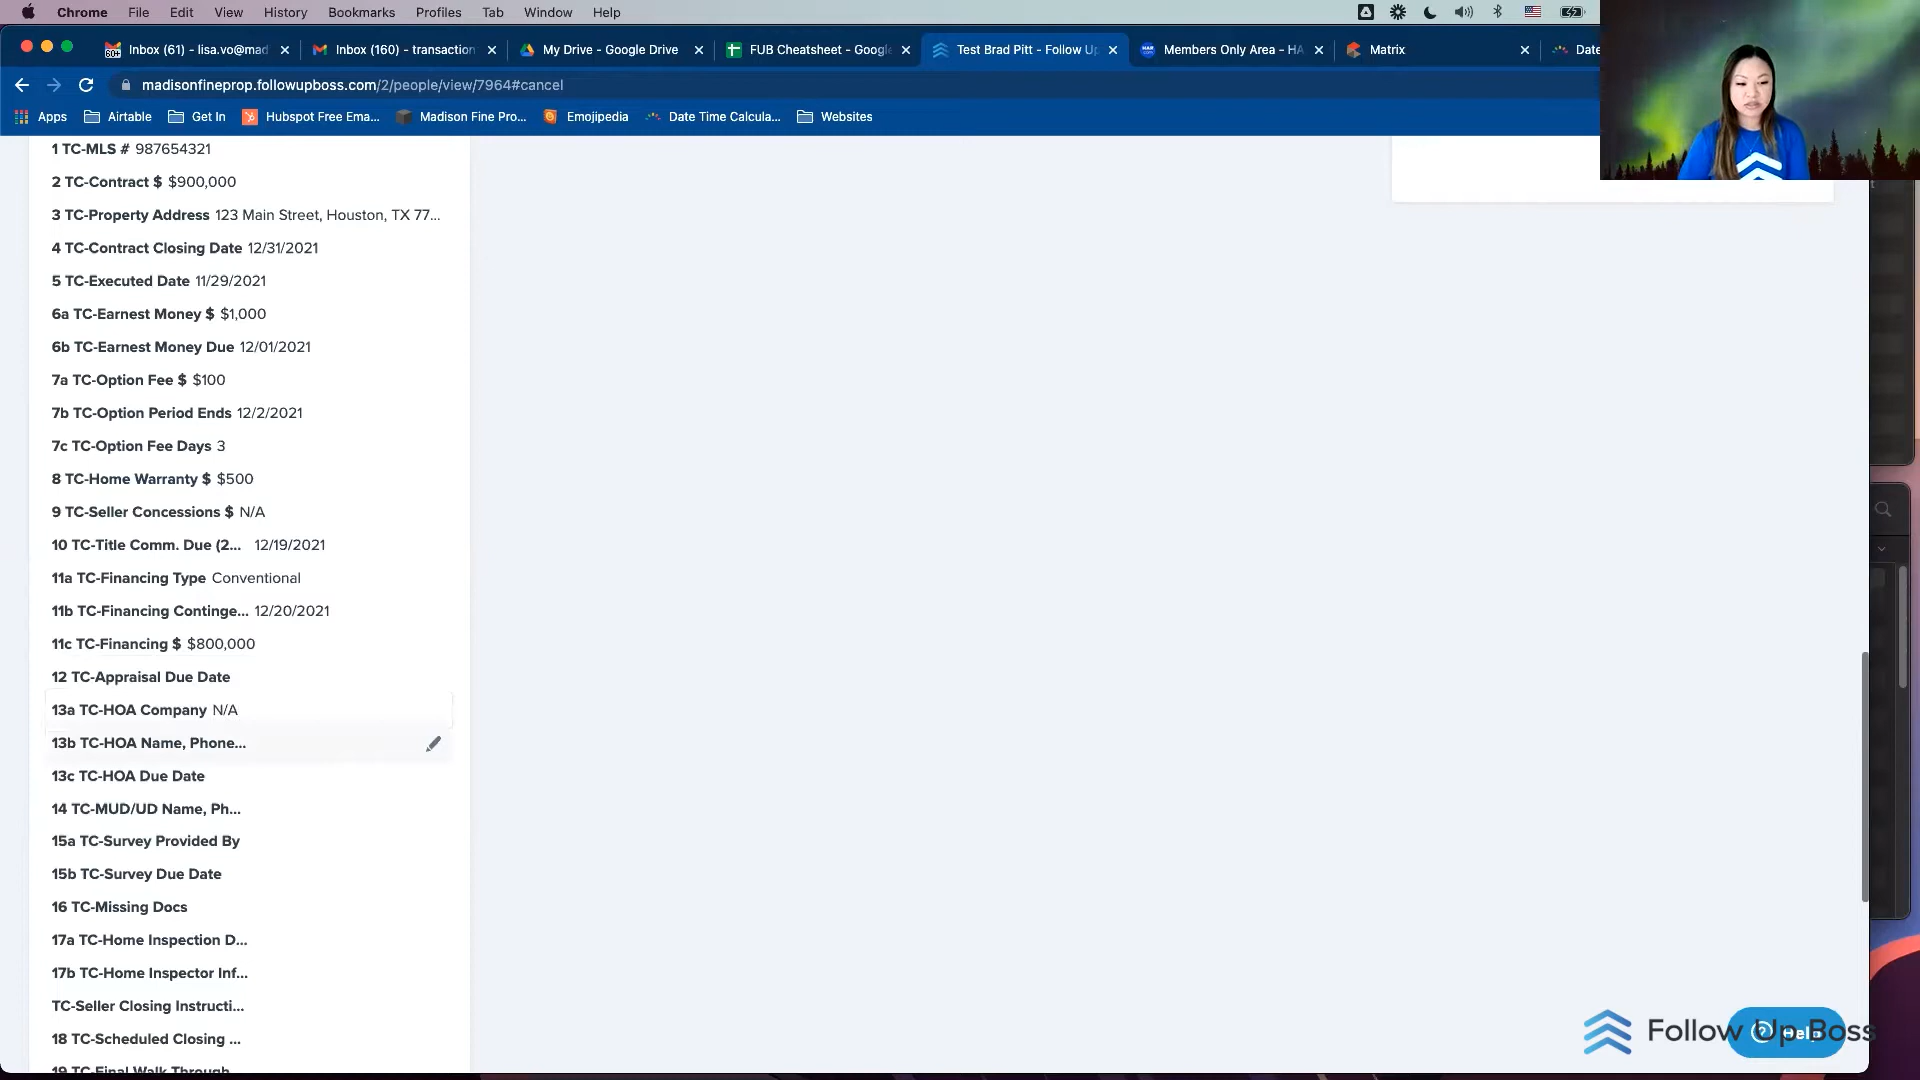 Chrome File Edit View History Bookmarks Profiles Tab Window Help
Inbox (61) - lisa.vo@mad Inbox (160) - transaction My Drive - Google Drive FUB Cheatsheet - Google Test Brad Pitt - Follow U Members Only Area - HA Matrix Date
madisonfineprop.followupboss.com/2/people/view/7964#cancel
Apps Airtable Get In Hubspot Free Ema... Madison Fine Pro... Emojipedia Date Time Calcula... Websites
1 TC-MLS # 987654321
2 TC-Contract $ $900,000
3 TC-Property Address 123 Main Street, Houston, TX 77...
4 TC-Contract Closing Date 12/31/2021
5 TC-Executed Date 11/29/2021
6a TC-Earnest Money $ $1,000
6b TC-Earnest Money Due 12/01/2021
7a TC-Option Fee $ $100
7b TC-Option Period Ends 12/2/2021
7c TC-Option Fee Days 3
8 TC-Home Warranty $ $500
9 TC-Seller Concessions $ N/A
10 TC-Title Comm. Due (2... 12/19/2021
11a TC-Financing Type Conventional
11b TC-Financing Continge... 12/20/2021
11c TC-Financing $ $800,000
12 TC-Appraisal Due Date
13a TC-HOA Company N/A
13b TC-HOA Name, Phone...
13c TC-HOA Due Date
14 TC-MUD/UD Name, Ph...
15a TC-Survey Provided By
15b TC-Survey Due Date
16 TC-Missing Docs
17a TC-Home Inspection D...
17b TC-Home Inspector Inf...
TC-Seller Closing Instructi...
18 TC-Scheduled Closing ...
19 TC-Final Walk Through
Follow Up Boss
Help